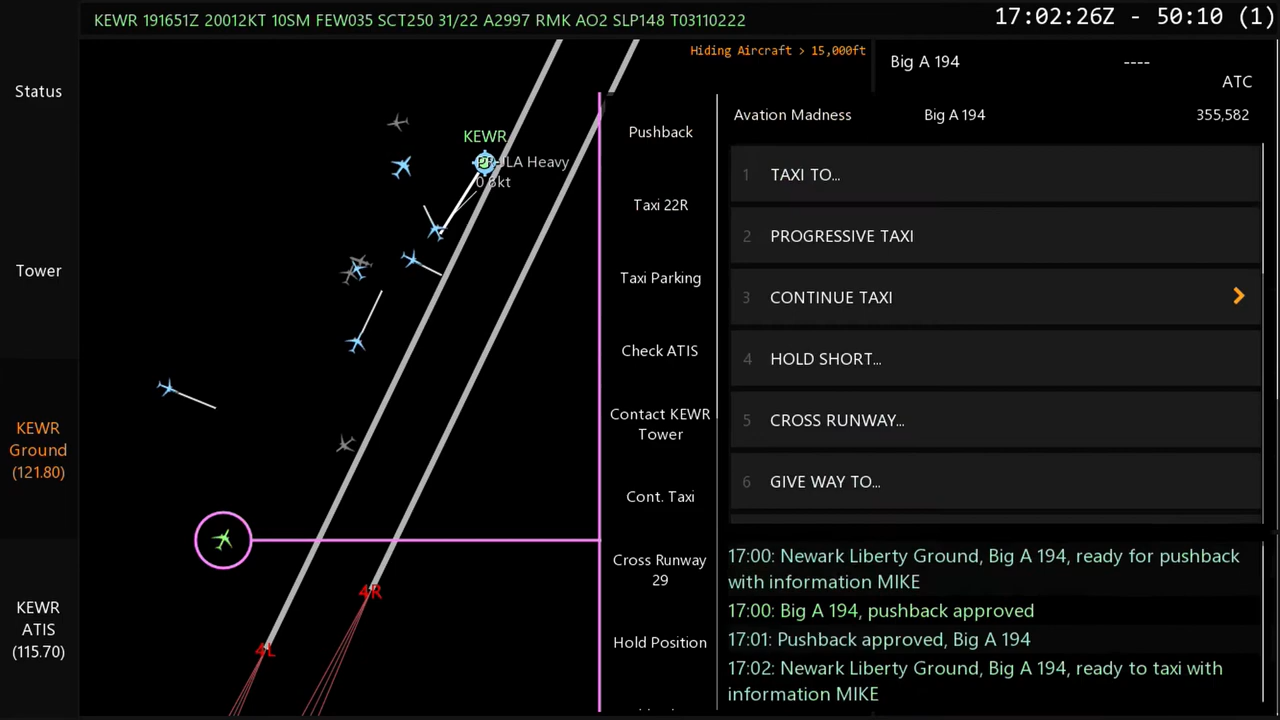 KEWR 191651Z 20012KT 10SM FEW035 SCT250 31/22 A2997 RMK AO2 SLP148 T03110222
17:02:26Z - 50:10 (1)
Hiding Aircraft > 15,000ft
Big A 194 ----
ATC
Status
Tower
KEWR
Ground
(121.80)
KEWR
ATIS
(115.70)
KEWR
Heavy
4R
4L
Pushback
Taxi 22R
Taxi Parking
Check ATIS
Contact KEWR
Tower
Cont. Taxi
Cross Runway
29
Hold Position
Avation Madness Big A 194 355,582
1 TAXI TO...
2 PROGRESSIVE TAXI
3 CONTINUE TAXI
4 HOLD SHORT...
5 CROSS RUNWAY...
6 GIVE WAY TO...
17:00: Newark Liberty Ground, Big A 194, ready for pushback
with information MIKE
17:00: Big A 194, pushback approved
17:01: Pushback approved, Big A 194
17:02: Newark Liberty Ground, Big A 194, ready to taxi with
information MIKE